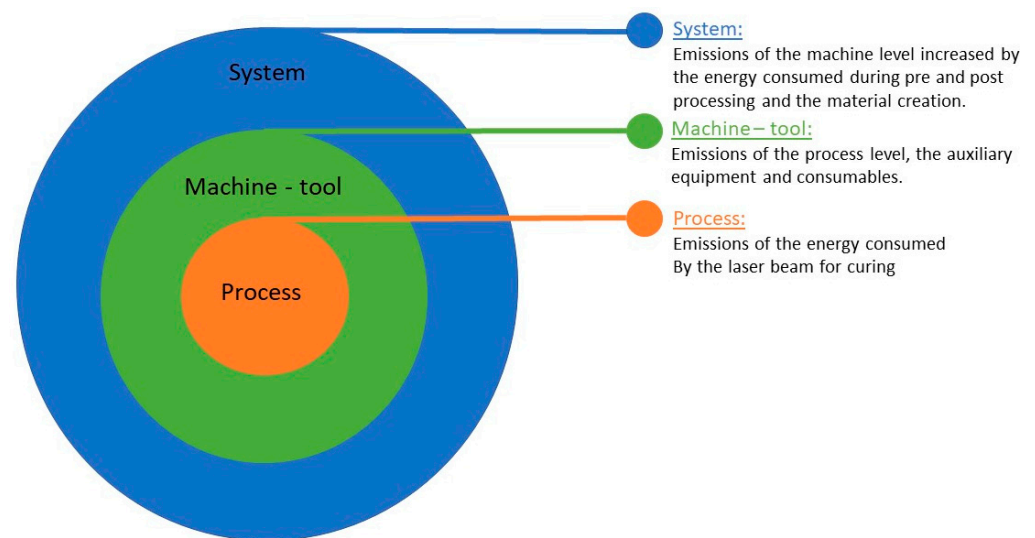 System
Machine - tool
Process
System:
Emissions of the machine level increased by
the energy consumed during pre and post
processing and the material creation.
Machine – tool:
Emissions of the process level, the auxiliary
equipment and consumables.
Process:
Emissions of the energy consumed
By the laser beam for curing